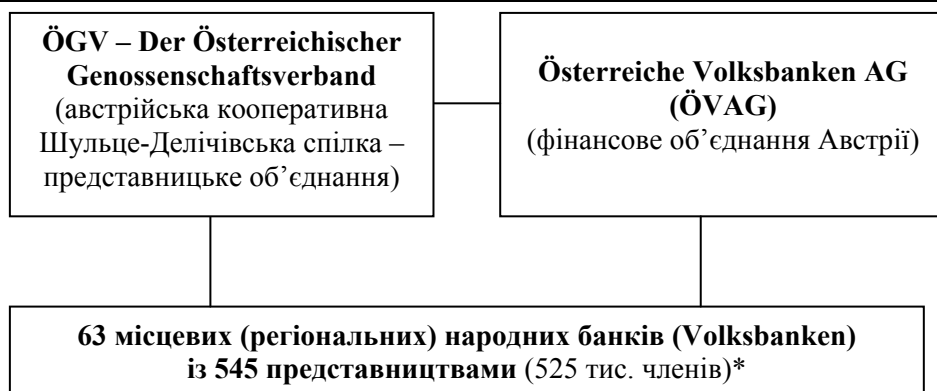 ÖGV – Der Österreichischer
Genossenschaftsverband
(австрійська кооперативна
Шульце-Делічівська спілка –
представницьке об’єднання)
Österreiche Volksbanken AG
(ÖVAG)
(фінансове об’єднання Австрії)
63 місцевих (регіональних) народних банків (Volksbanken)
із 545 представництвами (525 тис. членів)*